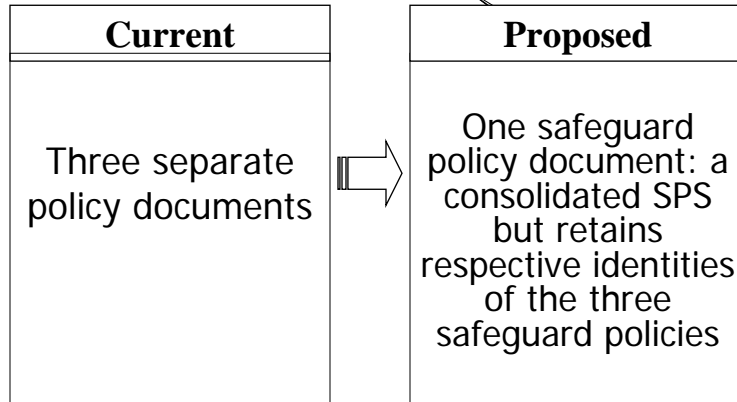 Current
Three separate
policy documents
Proposed
One safeguard
policy document: a
consolidated SPS
but retains
respective identities
of the three
safeguard policies